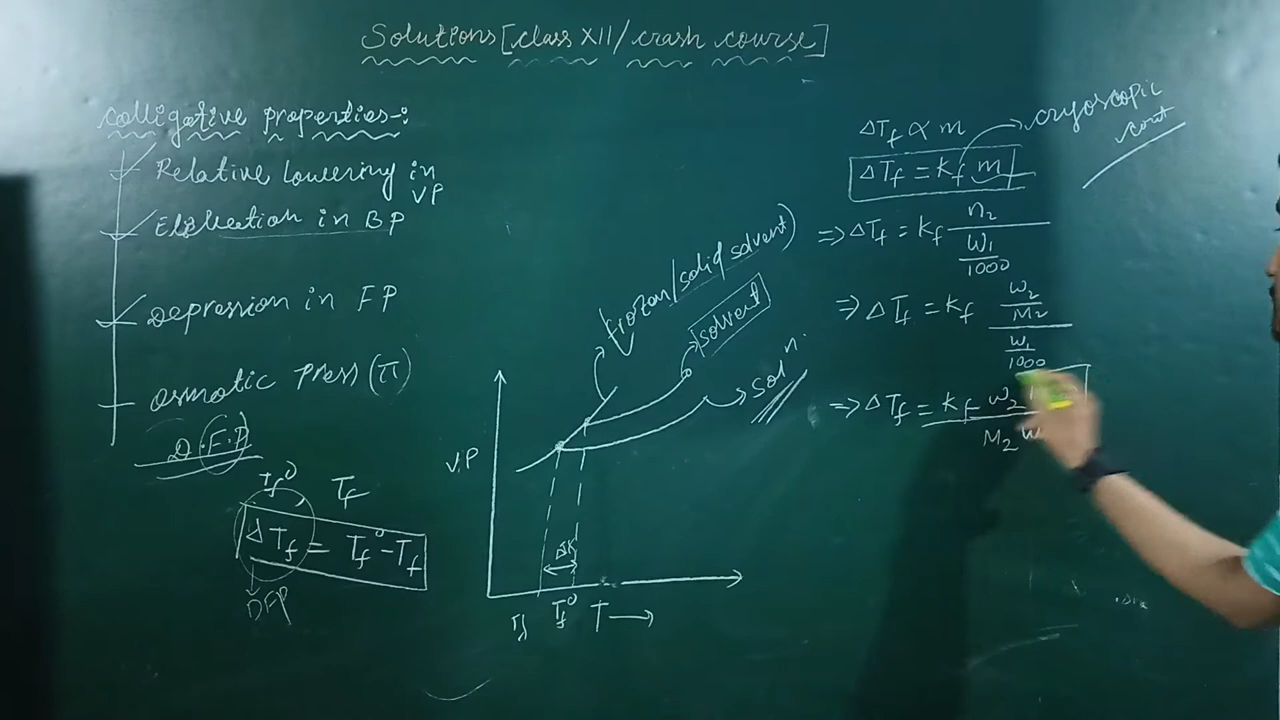 Solutions [class XII / crash course]
Colligative properties-:
Relative lowering in
VP
in BP
Depression in FP
osmotic press (π)
D.F.P
Tf° Tf
ΔTf = Tf° - Tf
DFP
V.P
frozen/solid solvent)
solvent
Solⁿ.
Tf° T →
ΔTf ∝ m
cryoscopic
const
ΔTf = Kf m
⇒ ΔTf = Kf n₂ / (W₁/1000)
⇒ ΔTf = Kf (w₂/M₂) / (w₁/1000)
⇒ ΔTf = Kf w₂
M₂ W